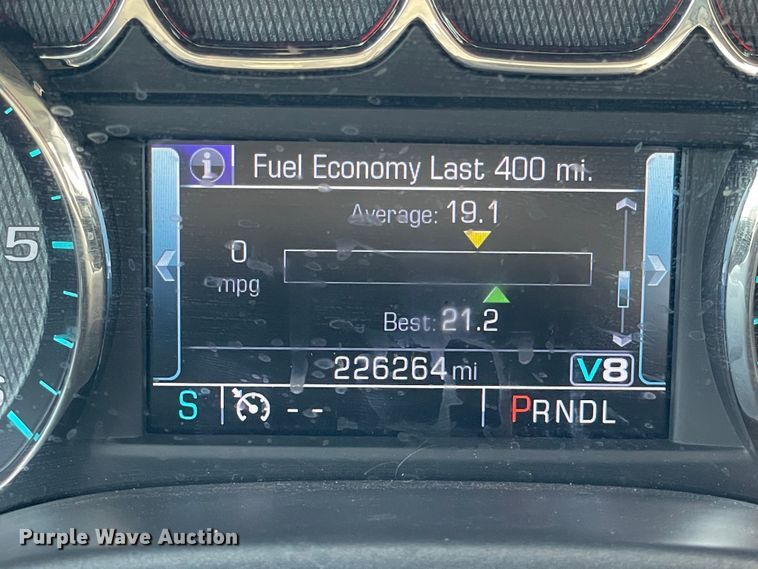 Fuel Economy Last 400 mi.
Average: 19.1
0
mpg
5
Best: 21.2
226264 mi
V8
S
--
PRNDL
Purple Wave Auction